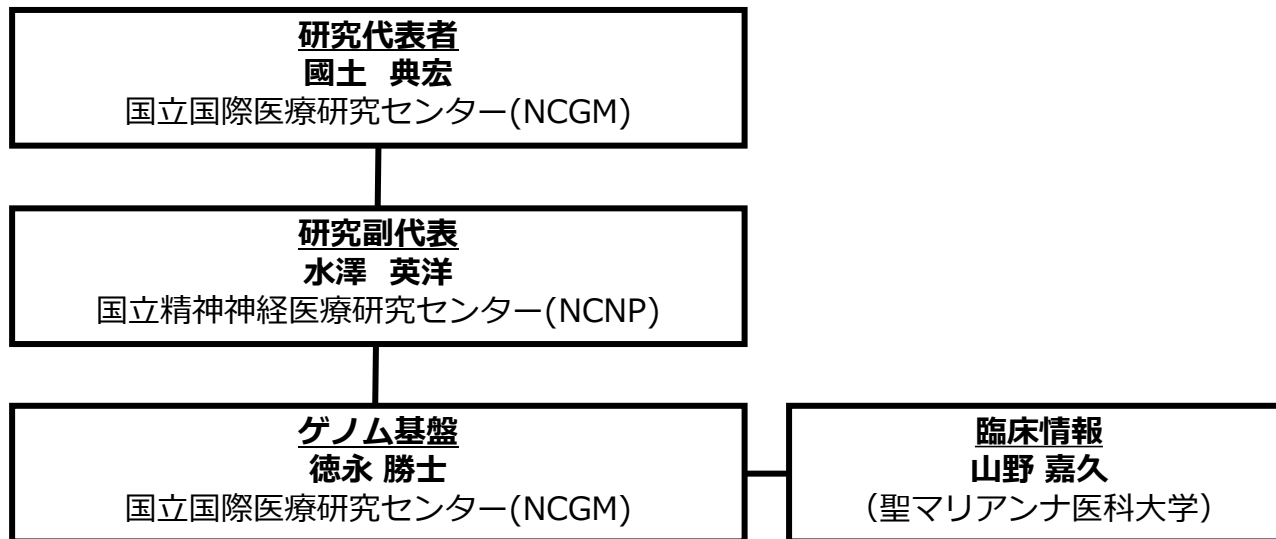 研究代表者
國土 典宏
国立国際医療研究センター(NCGM)
研究副代表
水澤 英洋
国立精神神経医療研究センター(NCNP)
ゲノム基盤
徳永 勝士
国立国際医療研究センター(NCGM)
臨床情報
山野 嘉久
（聖マリアンナ医科大学）